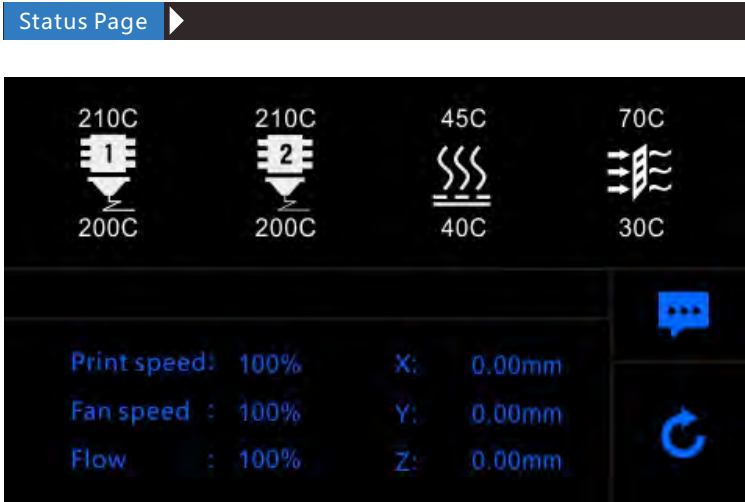 Status Page
210C 210C 45C 70C
1 2
200C 200C 40C 30C
Print speed: 100% X: 0.00mm
Fan speed : 100% Y: 0.00mm
Flow : 100% Z: 0.00mm